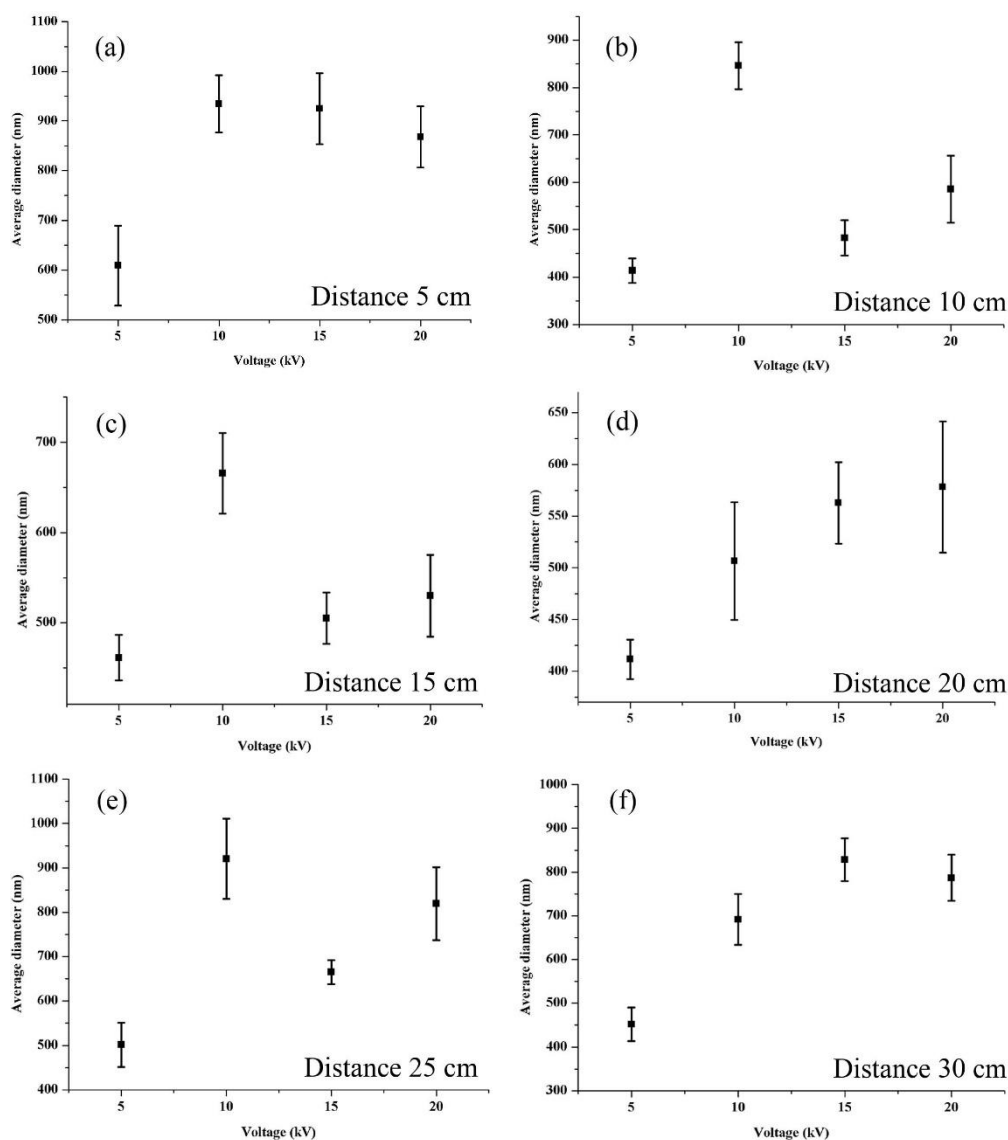 (a)
Average diameter (nm)
1100
1000
900
800
700
600
500
5
10
15
20
Voltage (kV)
Distance 5 cm
(b)
Average diameter (nm)
900
800
700
600
500
400
300
5
10
15
20
Voltage (kV)
Distance 10 cm
(c)
Average diameter (nm)
700
600
500
5
10
15
20
Voltage (kV)
Distance 15 cm
(d)
Average diameter (nm)
650
600
550
500
450
400
5
10
15
20
Voltage (kV)
Distance 20 cm
(e)
Average diameter (nm)
1100
1000
900
800
700
600
500
400
5
10
15
20
Voltage (kV)
Distance 25 cm
(f)
Average diameter (nm)
1000
900
800
700
600
500
400
300
5
10
15
20
Voltage (kV)
Distance 30 cm